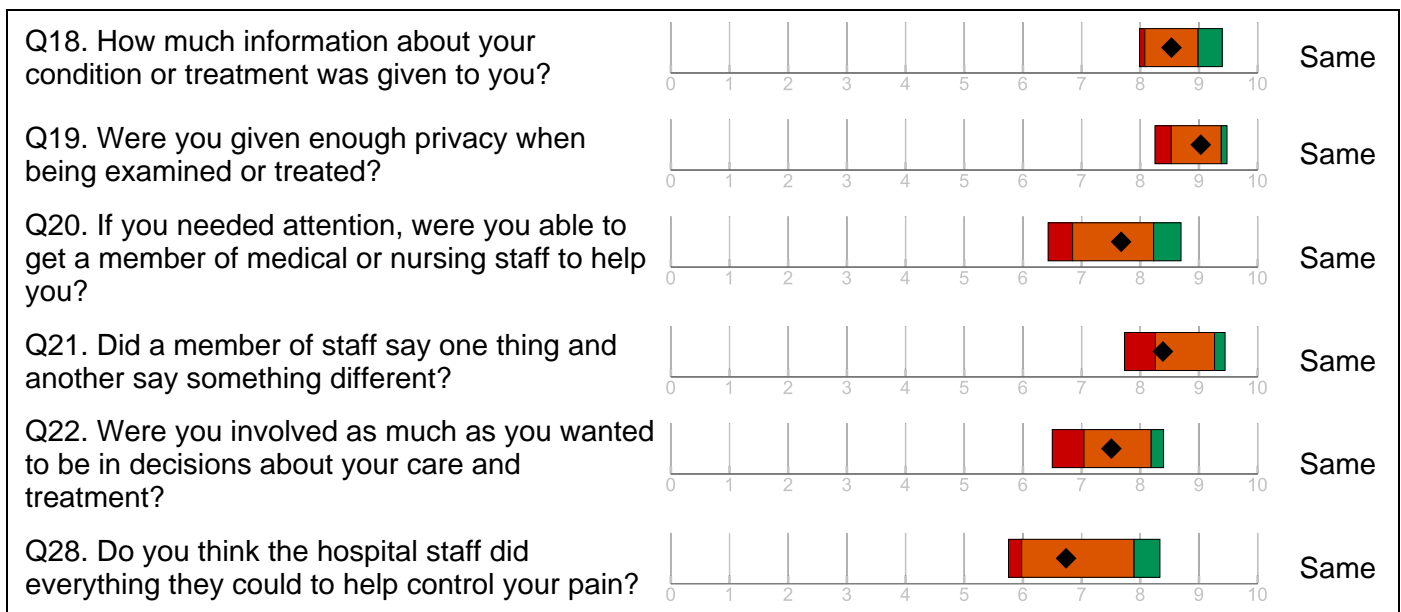 Q18. How much information about your
condition or treatment was given to you?
0 1 2 3 4 5 6 7 8 9 10
Same
Q19. Were you given enough privacy when
being examined or treated?
0 1 2 3 4 5 6 7 8 9 10
Same
Q20. If you needed attention, were you able to
get a member of medical or nursing staff to help
you?
0 1 2 3 4 5 6 7 8 9 10
Same
Q21. Did a member of staff say one thing and
another say something different?
0 1 2 3 4 5 6 7 8 9 10
Same
Q22. Were you involved as much as you wanted
to be in decisions about your care and
treatment?
0 1 2 3 4 5 6 7 8 9 10
Same
Q28. Do you think the hospital staff did
everything they could to help control your pain?
0 1 2 3 4 5 6 7 8 9 10
Same